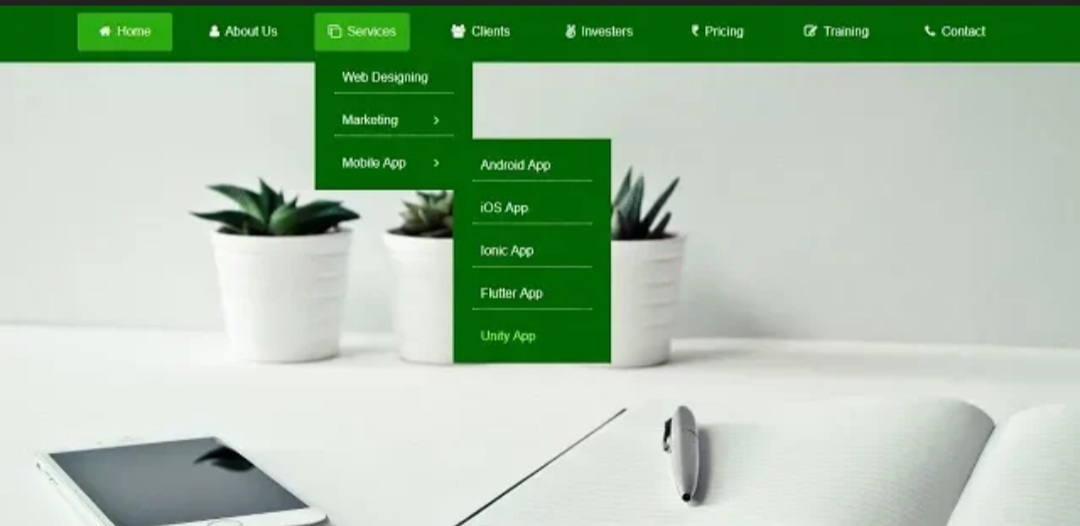 Home About Us Services Clients Investers Pricing Training Contact
Web Designing
Marketing
Mobile App
Android App
iOS App
Ionic App
Flutter App
Unity App